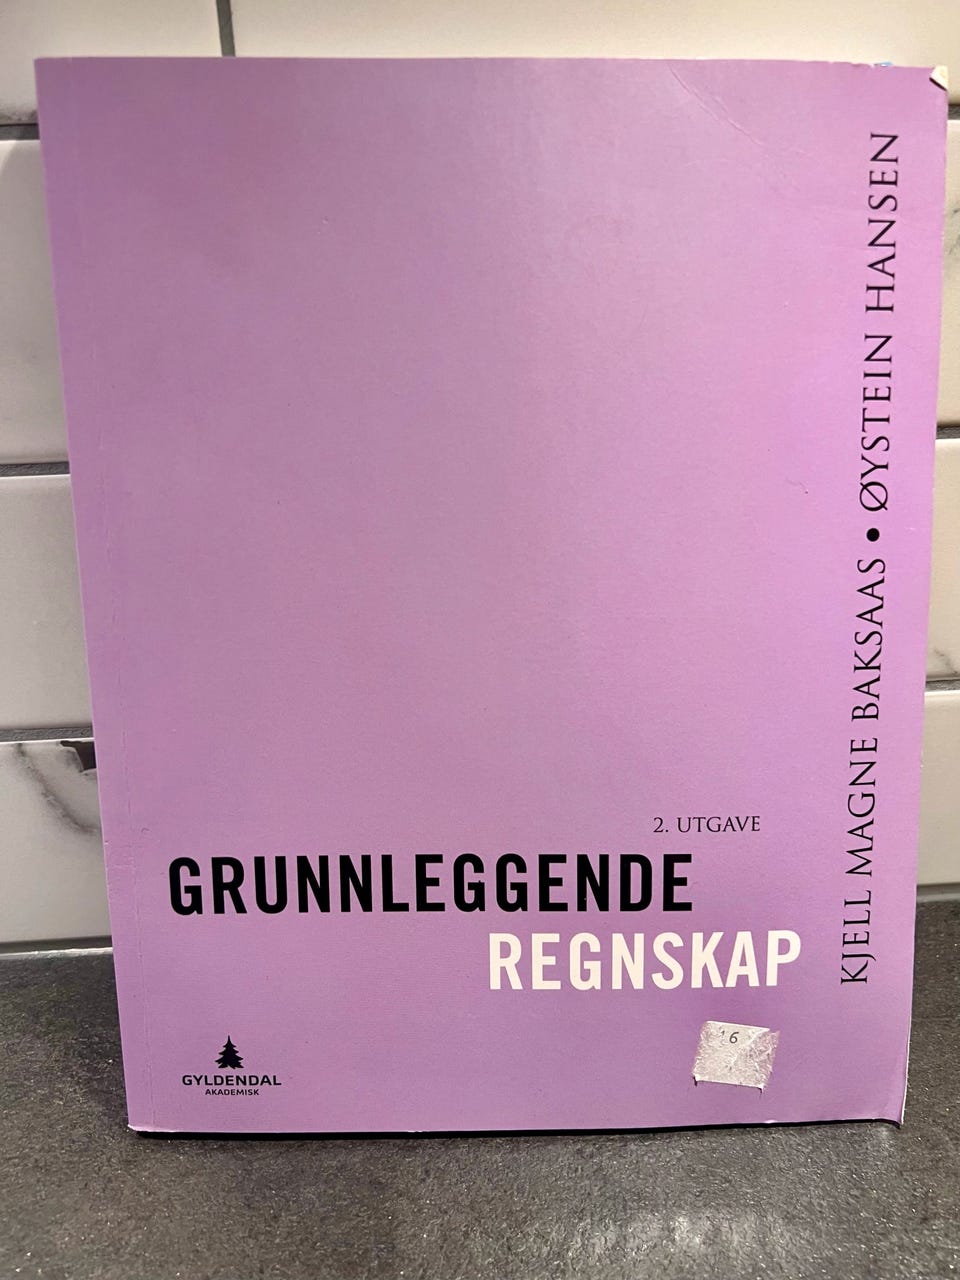 KJELL MAGNE BAKSAAS • ØYSTEIN HANSEN
2. UTGAVE
GRUNNLEGGENDE
REGNSKAP
GYLDENDAL
AKADEMISK